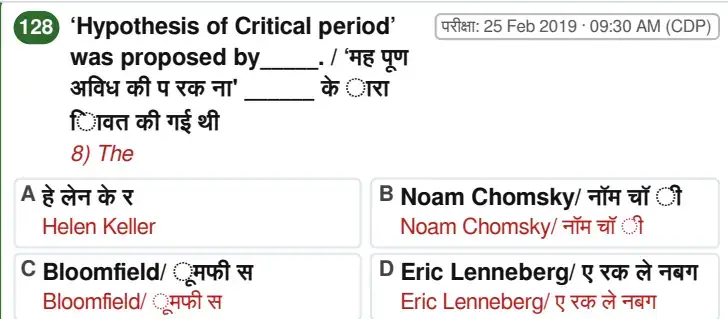 128 'Hypothesis of Critical period'
परीक्षा: 25 Feb 2019 · 09:30 AM (CDP)
was proposed by_____. / 'मह पूण
अविध की प रक ना' ______ के ारा
िावत की गई थी
8) The
A हे लेन के र
Helen Keller
B Noam Chomsky/ नॉम चॉ ी
Noam Chomsky/ नॉम चॉ ी
C Bloomfield/ ूमफी स
Bloomfield/ ूमफी स
D Eric Lenneberg/ ए रक ले नबग
Eric Lenneberg/ ए रक ले नबग